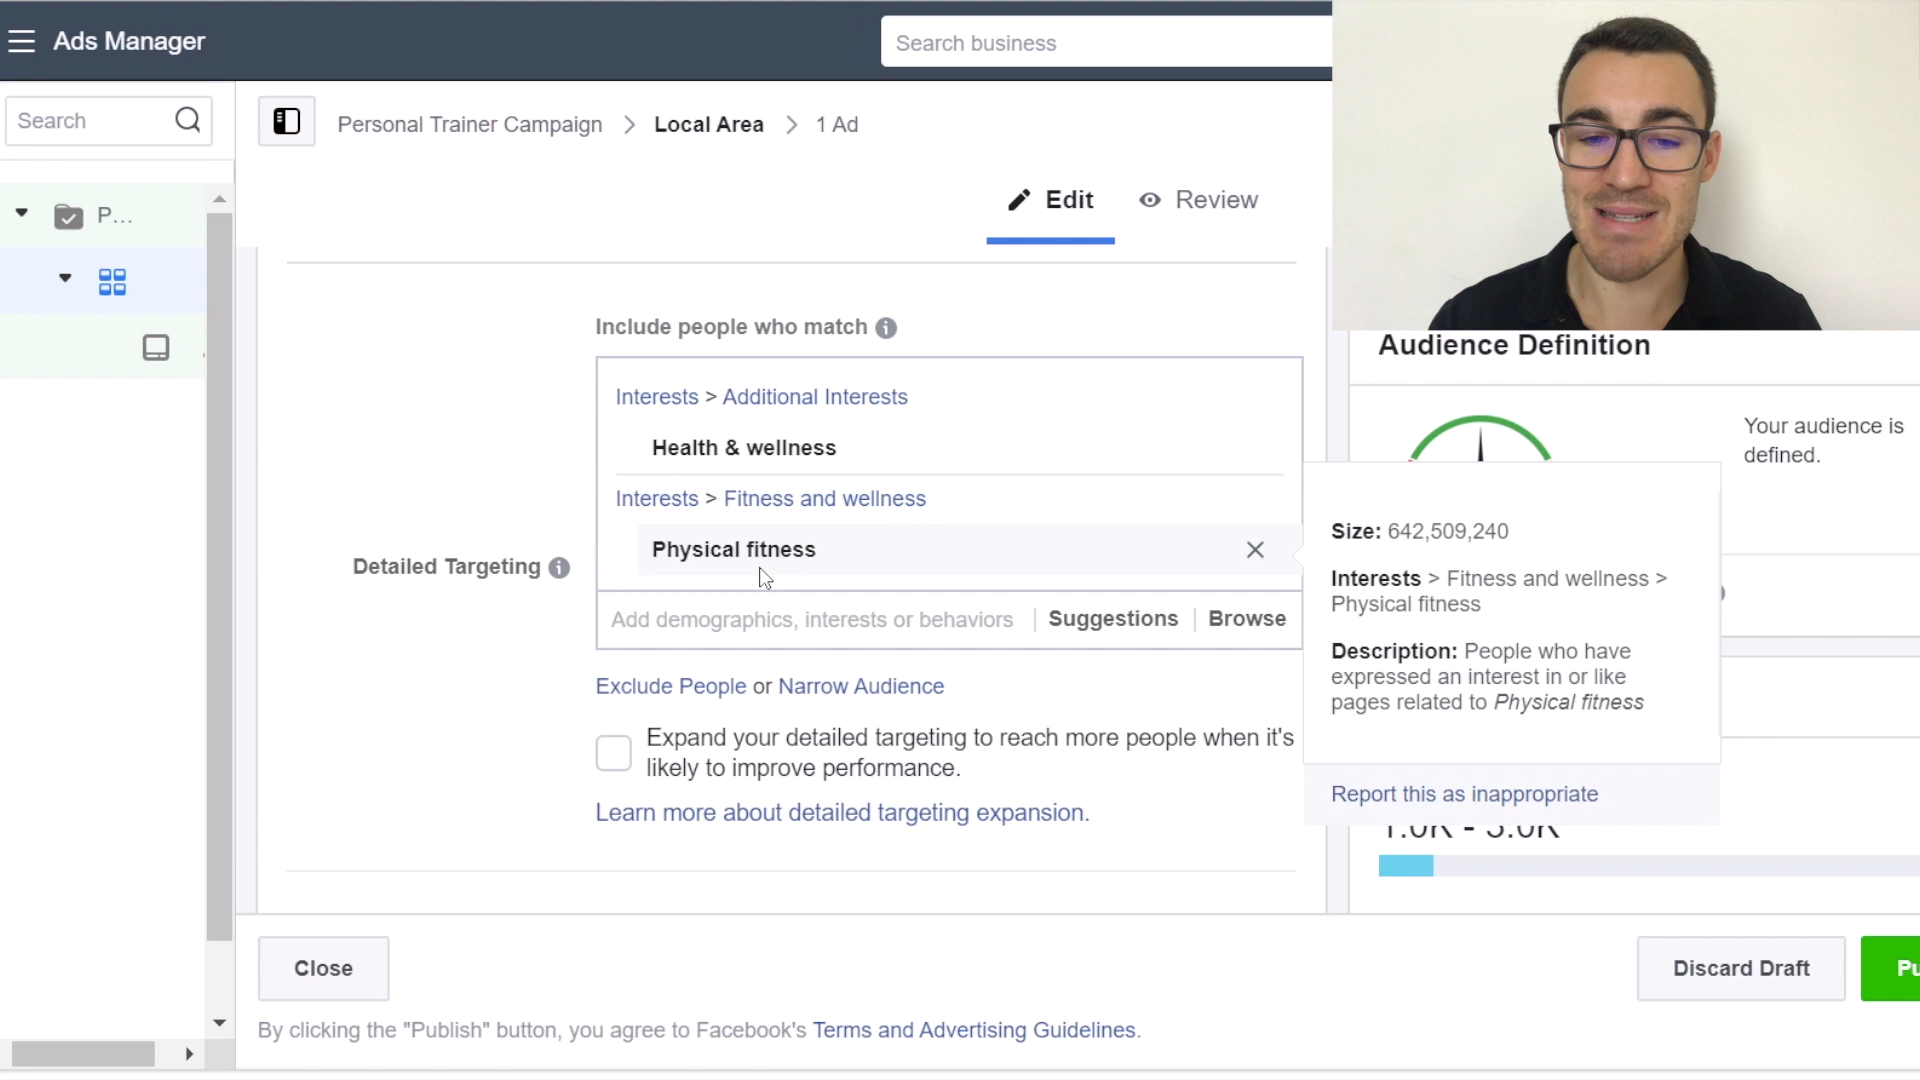 Ads Manager
Search business
Search
Personal Trainer Campaign > Local Area > 1 Ad
P...
Edit
Review
Include people who match
Interests > Additional Interests
Health & wellness
Interests > Fitness and wellness
Physical fitness
Detailed Targeting
Add demographics, interests or behaviors
Suggestions
Browse
Exclude People or Narrow Audience
Expand your detailed targeting to reach more people when it's
likely to improve performance.
Learn more about detailed targeting expansion.
Audience Definition
Your audience is
defined.
Size: 642,509,240
Interests > Fitness and wellness >
Physical fitness
Description: People who have
expressed an interest in or like
pages related to Physical fitness
Report this as inappropriate
Close
Discard Draft
Pu
By clicking the "Publish" button, you agree to Facebook's Terms and Advertising Guidelines.